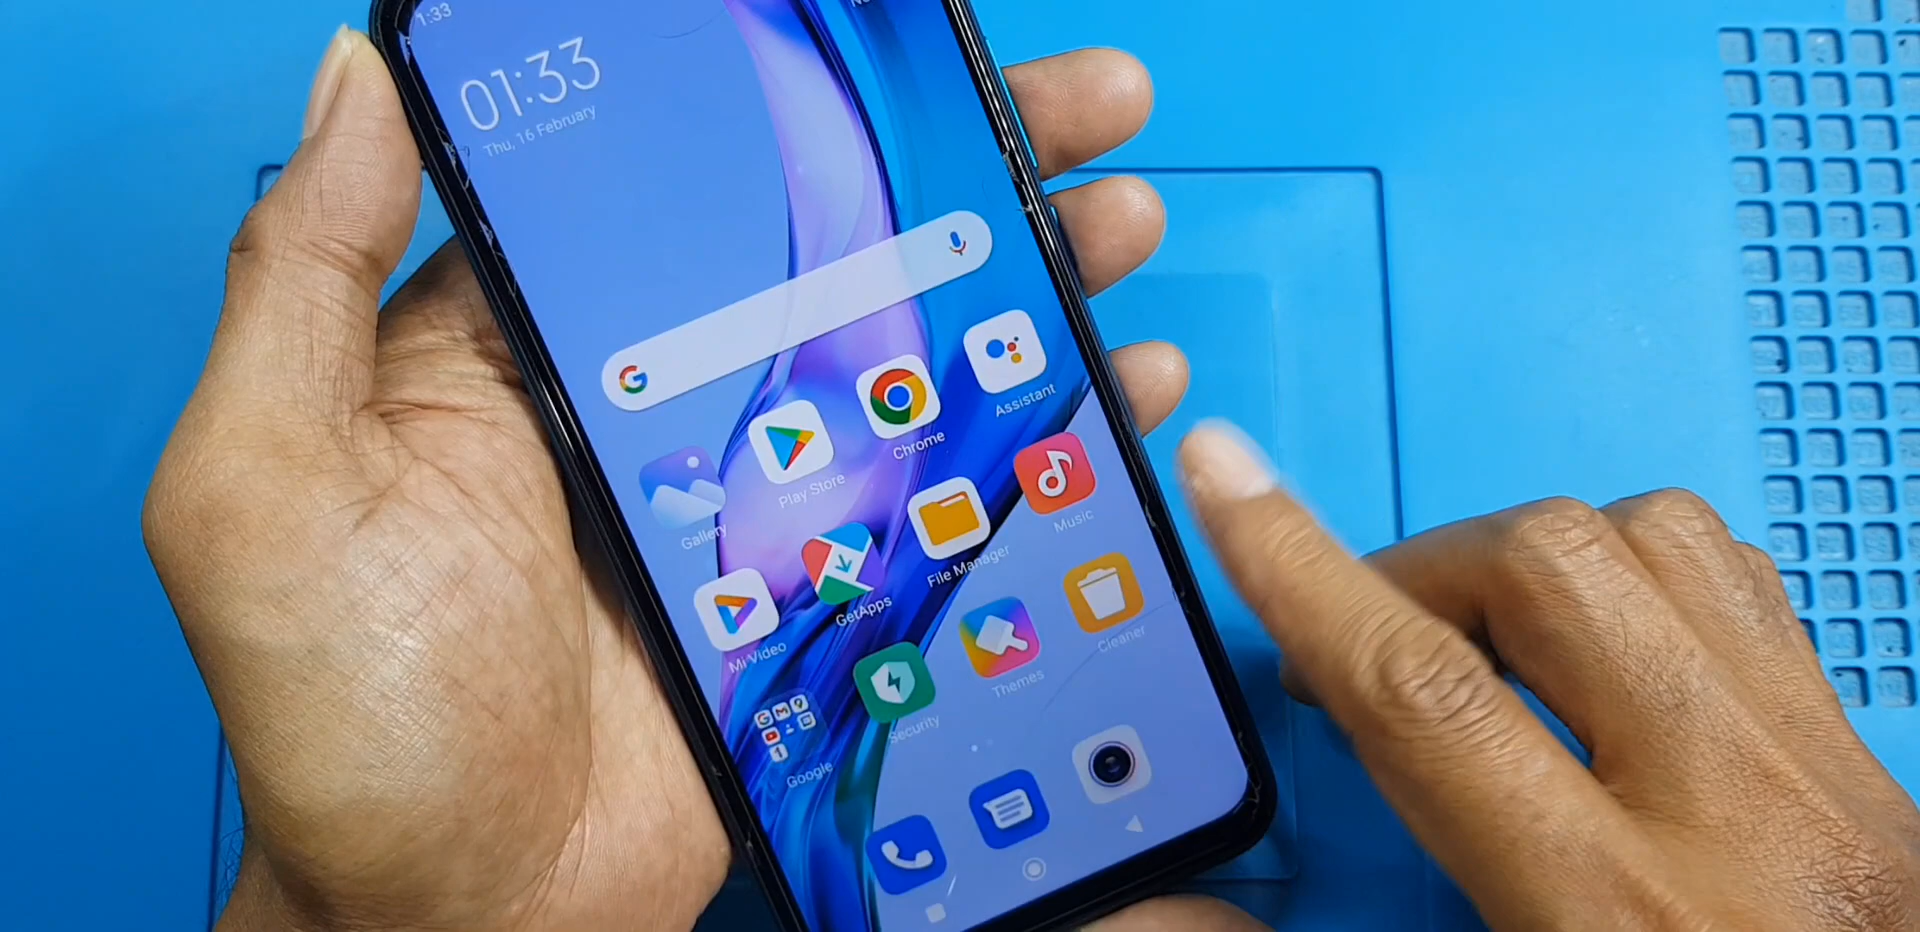 1:33
01:33
Thu, 16 February
Gallery
Play Store
Chrome
Assistant
Mi Video
GetApps
File Manager
Music
Google
Security
Themes
Cleaner